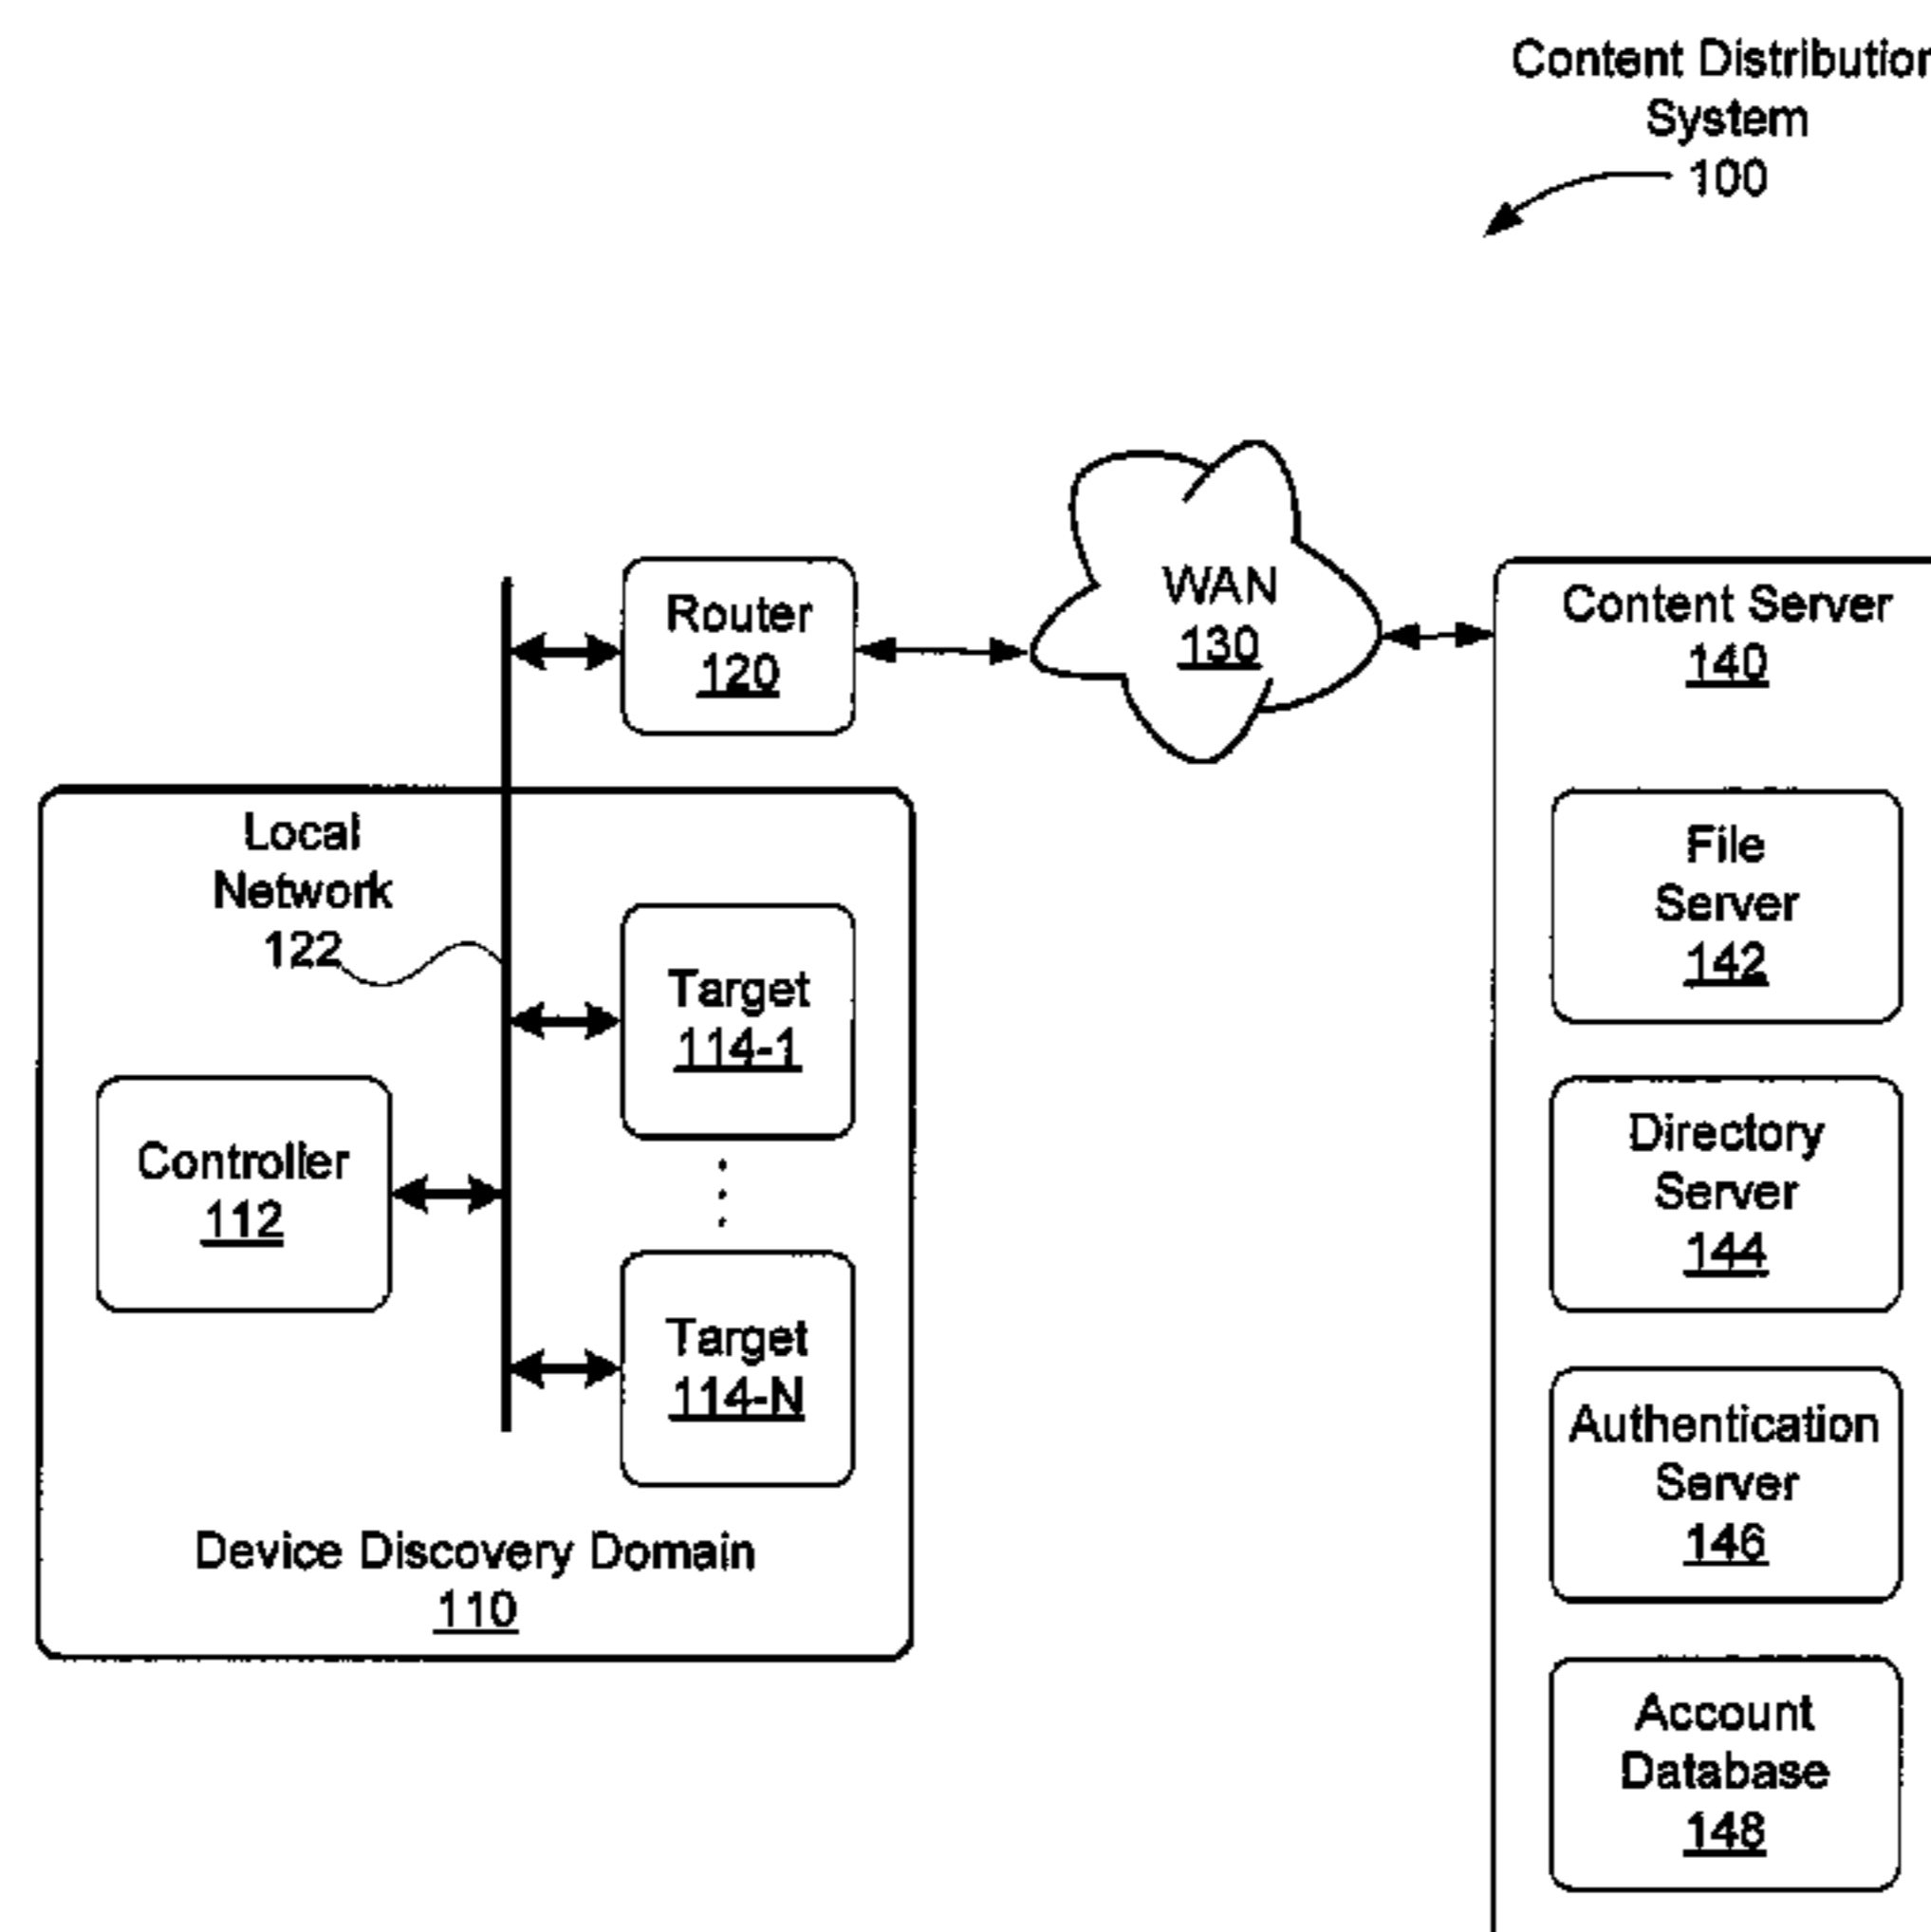 Content Distribution
System
100
Router
120
WAN
130
Content Server
140
Local
Network
122
Target
114-1
Controller
112
Target
114-N
Device Discovery Domain
110
File
Server
142
Directory
Server
144
Authentication
Server
146
Account
Database
148